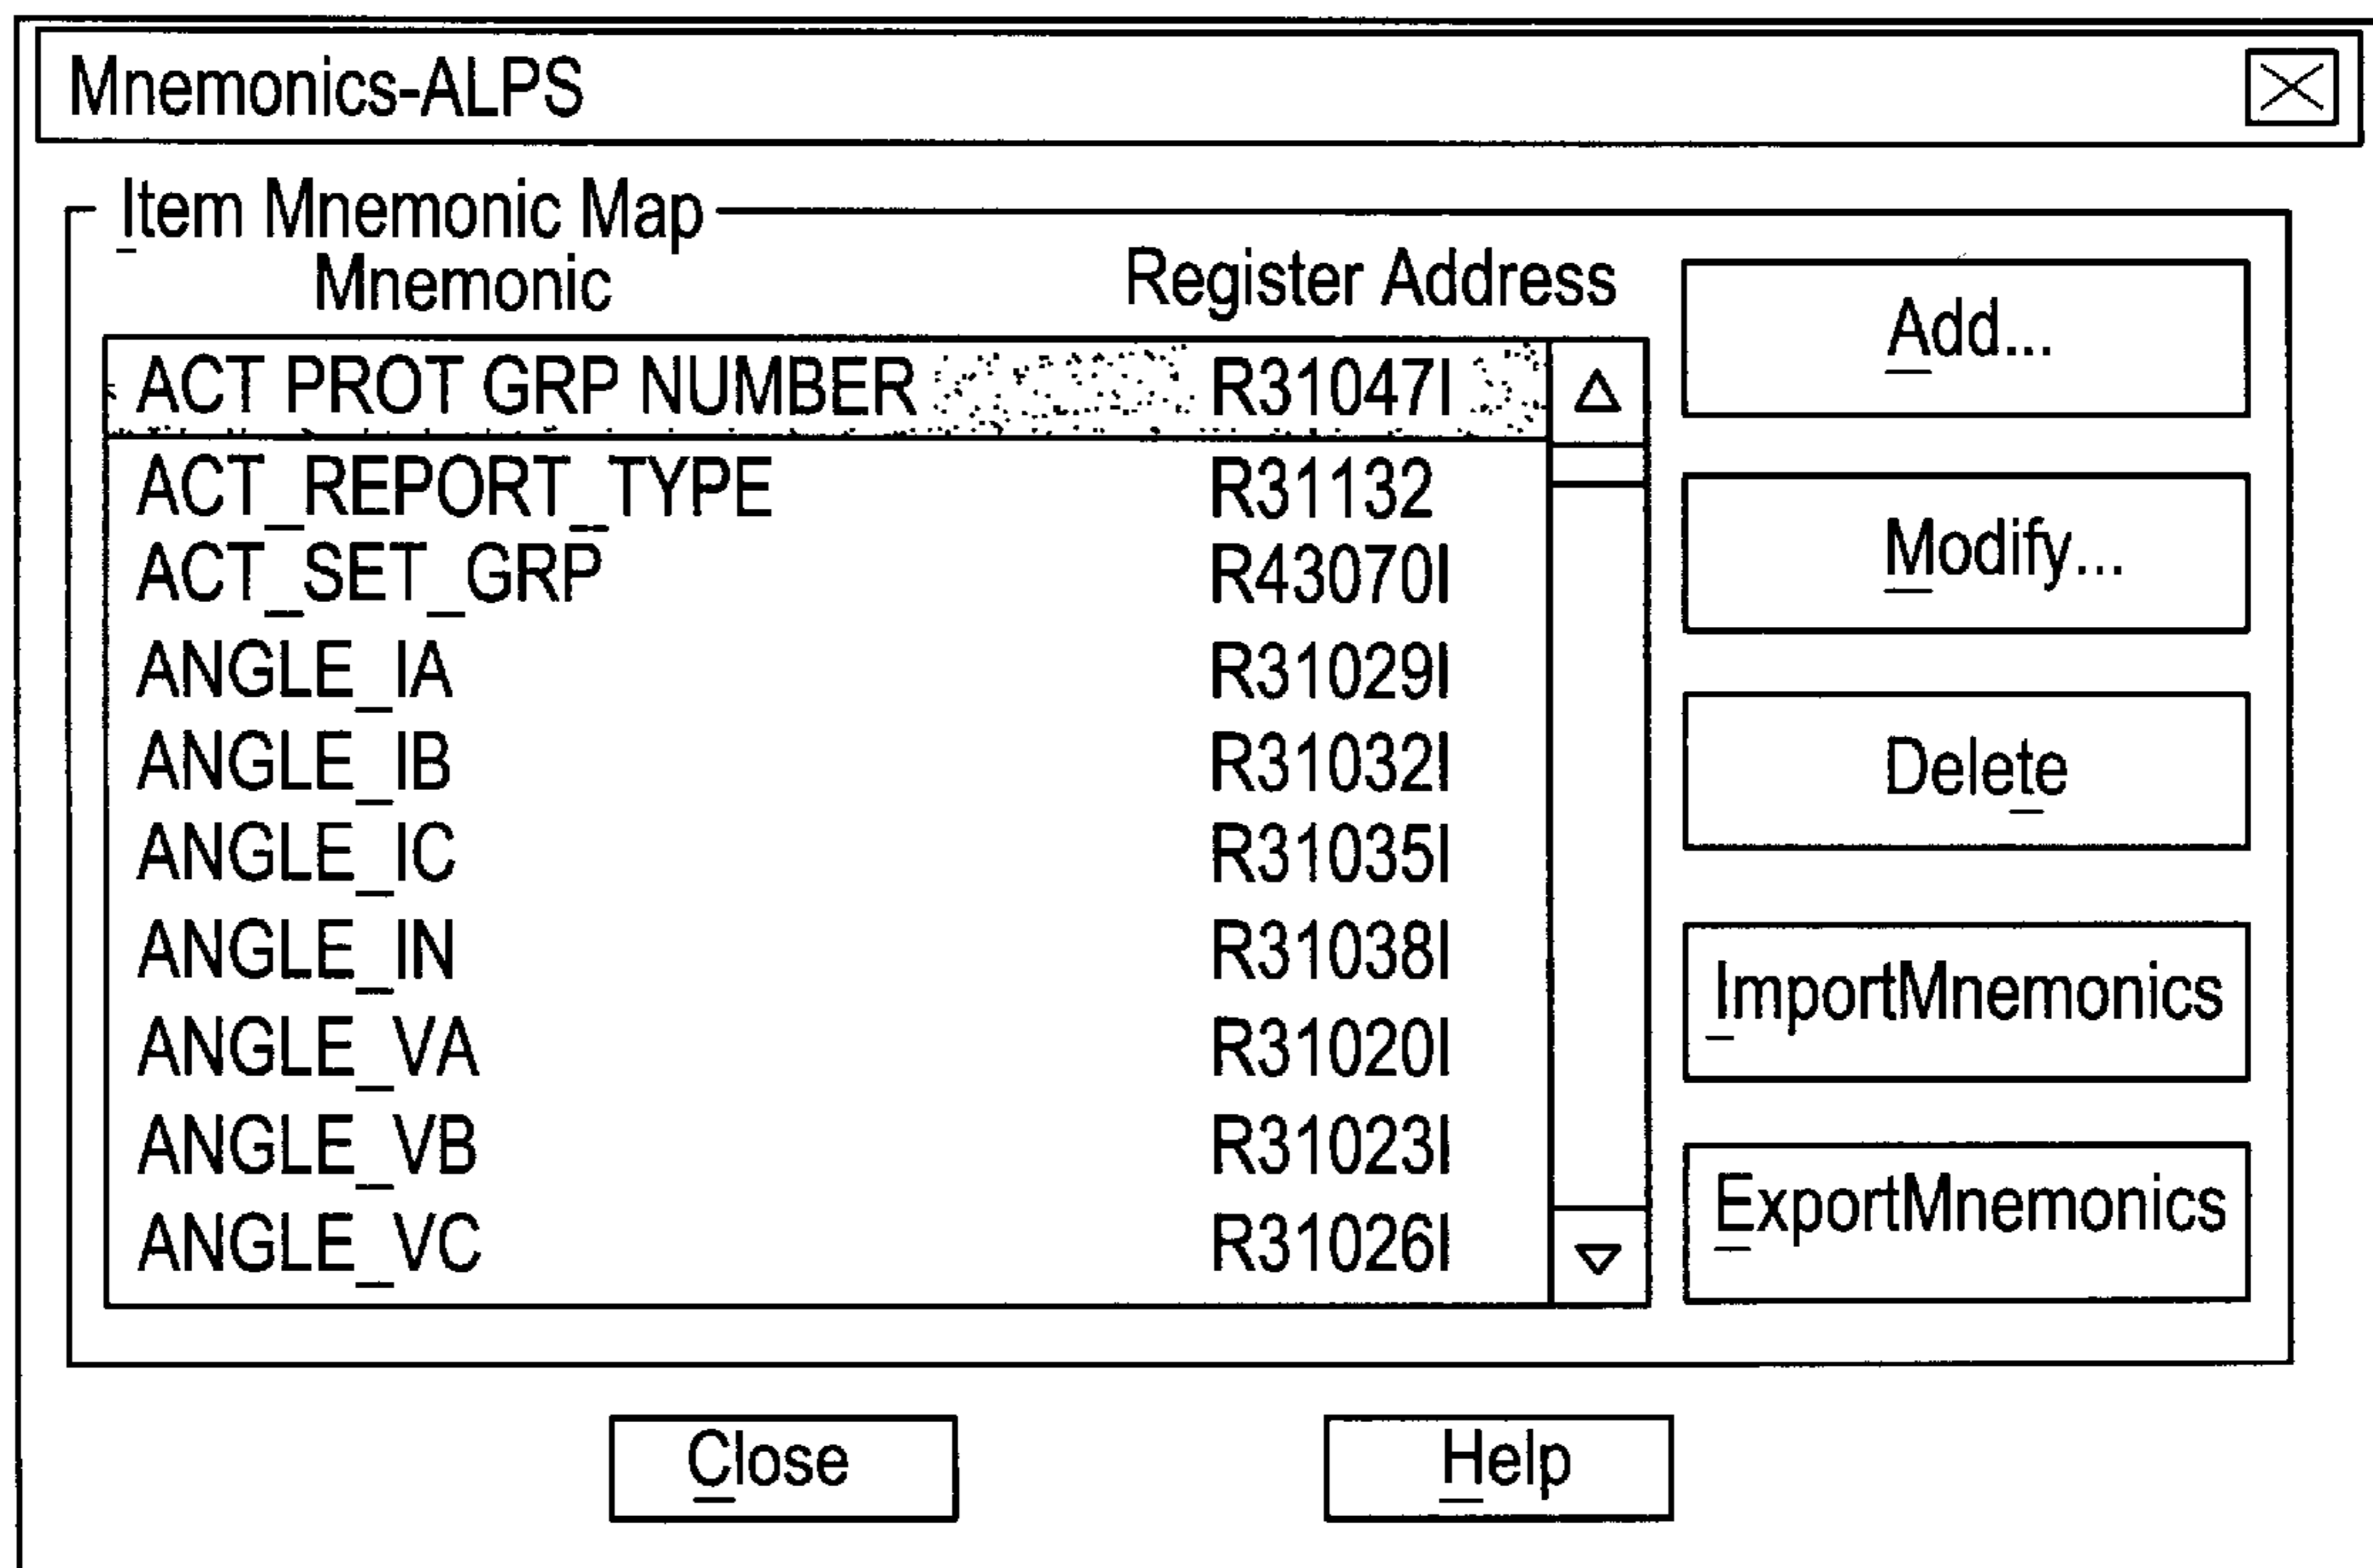 Mnemonics-ALPS
Item Mnemonic Map
Mnemonic Register Address
ACT PROT GRP NUMBER R31047I
ACT_REPORT_TYPE R31132
ACT_SET_GRP R43070I
ANGLE_IA R31029I
ANGLE_IB R31032I
ANGLE_IC R31035I
ANGLE_IN R31038I
ANGLE_VA R31020I
ANGLE_VB R31023I
ANGLE_VC R31026I
Add...
Modify...
Delete
ImportMnemonics
ExportMnemonics
Close Help